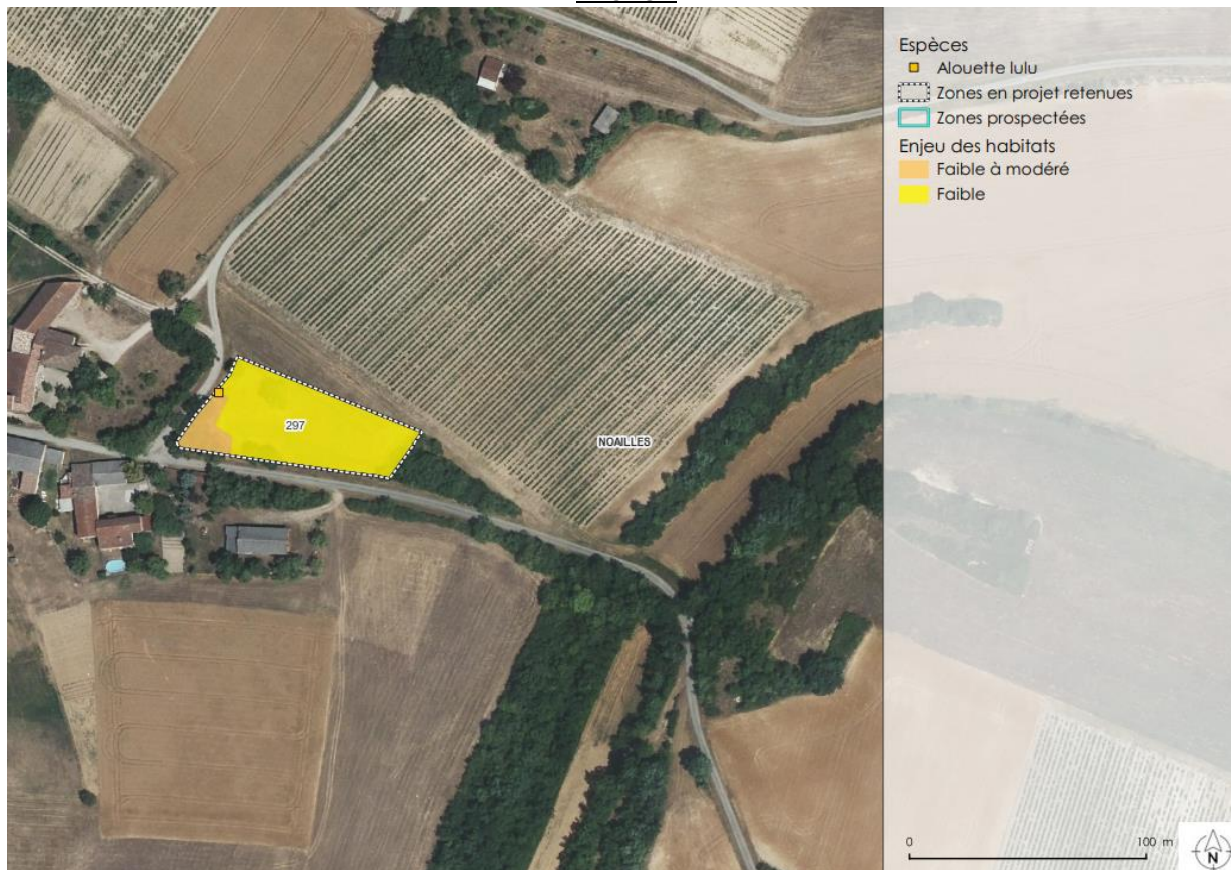 Espèces
Alouette lulu
Zones en projet retenues
Zones prospectées
Enjeu des habitats
Faible à modéré
Faible
297
NOAILLES
0 100 m
N